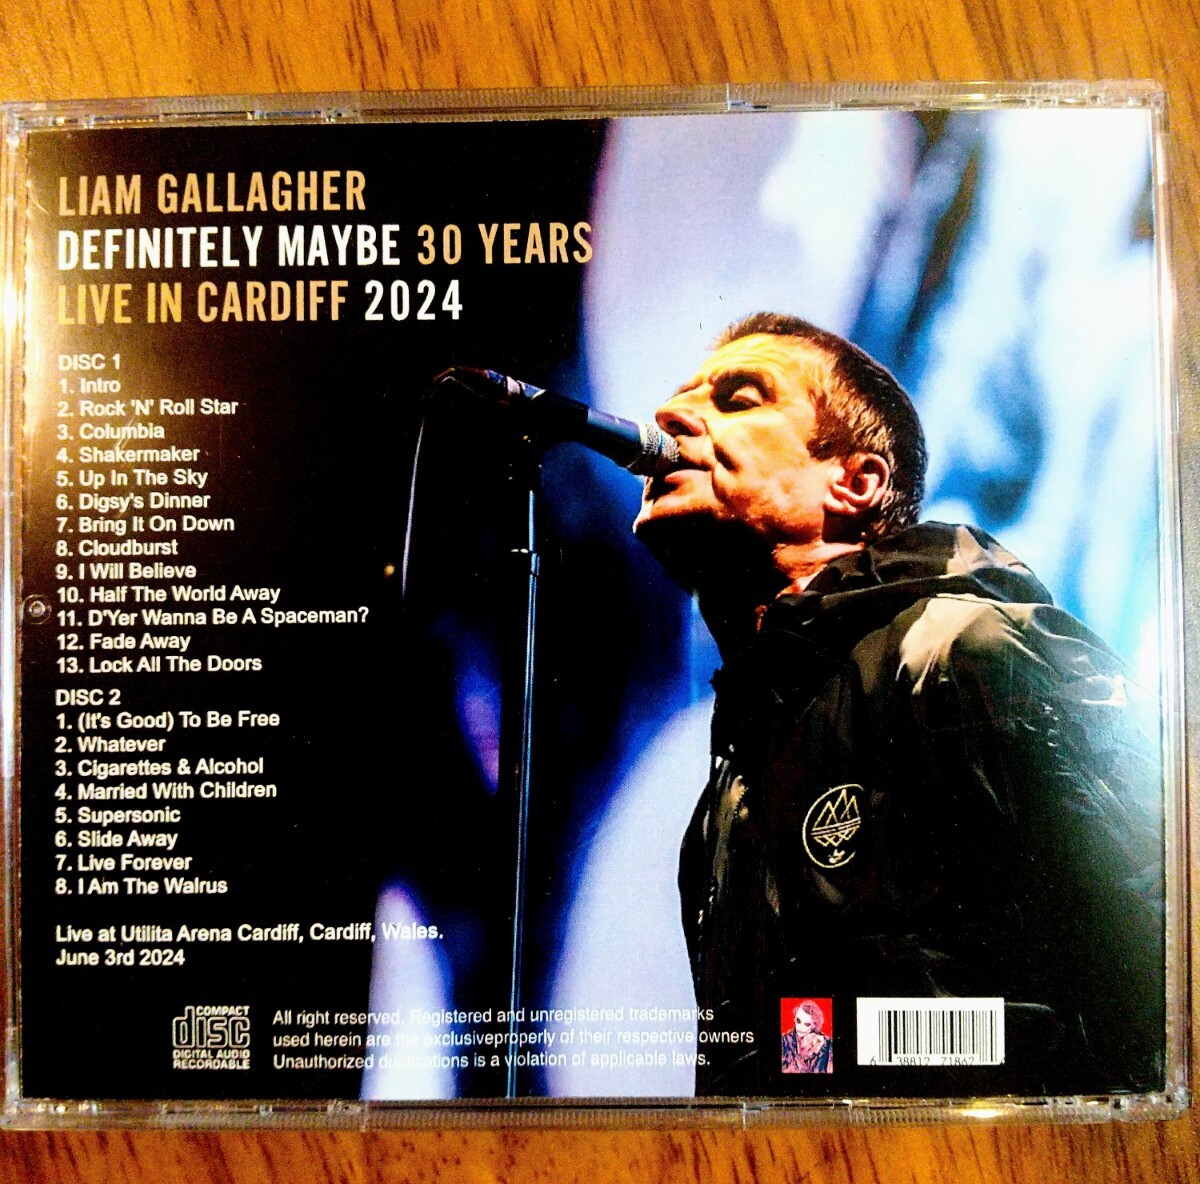 LIAM GALLAGHER
DEFINITELY MAYBE 30 YEARS
LIVE IN CARDIFF 2024
DISC 1
1. Intro
2. Rock 'N' Roll Star
3. Columbia
4. Shakermaker
5. Up In The Sky
6. Digsy's Dinner
7. Bring It On Down
8. Cloudburst
9. I Will Believe
10. Half The World Away
11. D'Yer Wanna Be A Spaceman?
12. Fade Away
13. Lock All The Doors
DISC 2
1. (It's Good) To Be Free
2. Whatever
3. Cigarettes & Alcohol
4. Married With Children
5. Supersonic
6. Slide Away
7. Live Forever
8. I Am The Walrus
Live at Utilita Arena Cardiff, Cardiff, Wales.
June 3rd 2024
COMPACT
disc
DIGITAL AUDIO
RECORDABLE
All right reserved. Registered and unregistered trademarks
used herein are the exclusiveproperly of their respective owners
Unauthorized duplications is a violation of applicable laws.
6 38812 71862